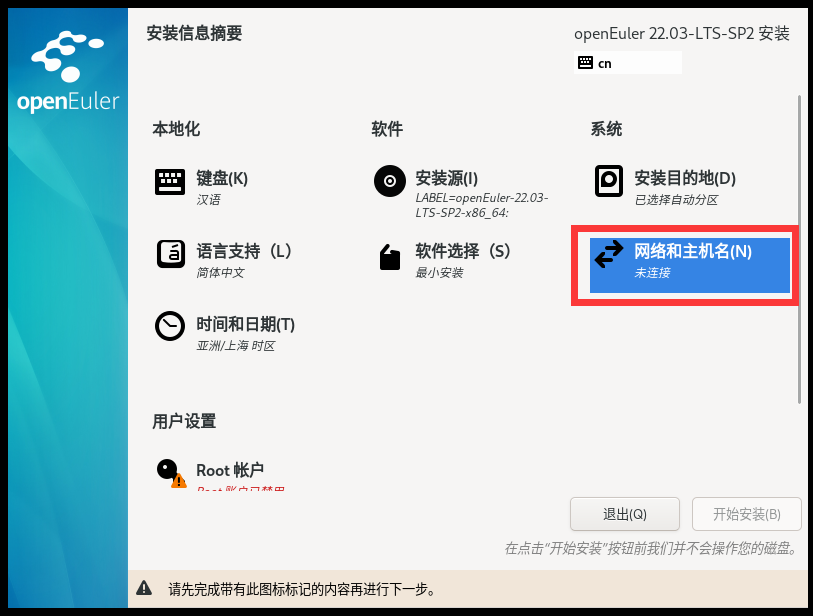 安装信息摘要
openEuler 22.03-LTS-SP2 安装
cn
openEuler
本地化
软件
系统
键盘(K)
汉语
安装源(I)
LABEL=openEuler-22.03-
LTS-SP2-x86_64:
安装目的地(D)
已选择自动分区
语言支持（L）
简体中文
软件选择（S）
最小安装
网络和主机名(N)
未连接
时间和日期(T)
亚洲/上海 时区
用户设置
Root 帐户
Root 账户已禁用
退出(Q)
开始安装(B)
在点击“开始安装”按钮前我们并不会操作您的磁盘。
请先完成带有此图标标记的内容再进行下一步。